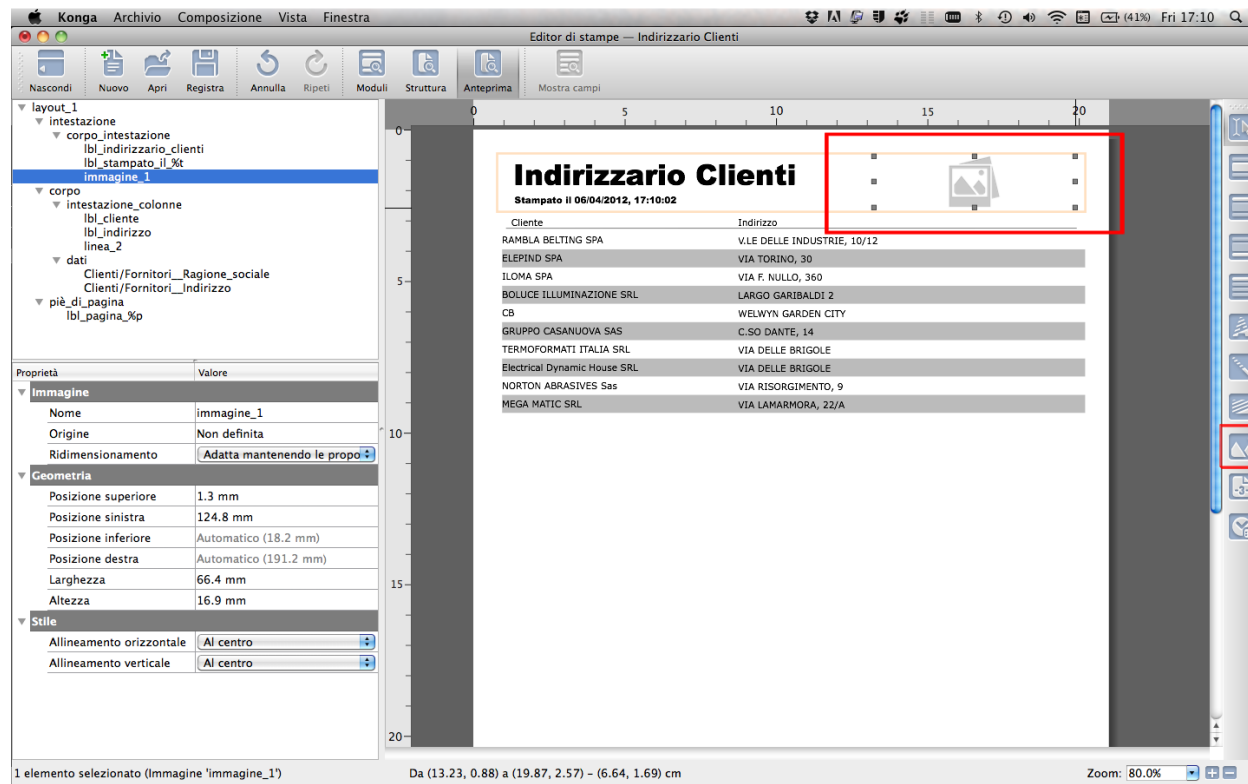 Konga Archivio Composizione Vista Finestra (41%) Fri 17:10
Editor di stampe — Indirizzario Clienti
Nascondi Nuovo Apri Registra Annulla Ripeti Moduli Struttura Anteprima Mostra campi
layout_1
intestazione
corpo_intestazione
lbl_indirizzario_clienti
lbl_stampato_il_%t
immagine_1
corpo
intestazione_colonne
lbl_cliente
lbl_indirizzo
linea_2
dati
Clienti/Fornitori__Ragione_sociale
Clienti/Fornitori__Indirizzo
piè_di_pagina
lbl_pagina_%p
Proprietà Valore
Immagine
Nome immagine_1
Origine Non definita
Ridimensionamento Adatta mantenendo le propo
Geometria
Posizione superiore 1.3 mm
Posizione sinistra 124.8 mm
Posizione inferiore Automatico (18.2 mm)
Posizione destra Automatico (191.2 mm)
Larghezza 66.4 mm
Altezza 16.9 mm
Stile
Allineamento orizzontale Al centro
Allineamento verticale Al centro
0 5 10 15 20
0
5
10
15
20
Indirizzario Clienti
Stampato il 06/04/2012, 17:10:02
Cliente Indirizzo
RAMBLA BELTING SPA V.LE DELLE INDUSTRIE, 10/12
ELEPIND SPA VIA TORINO, 30
ILOMA SPA VIA F. NULLO, 360
BOLUCE ILLUMINAZIONE SRL LARGO GARIBALDI 2
CB WELWYN GARDEN CITY
GRUPPO CASANUOVA SAS C.SO DANTE, 14
TERMOFORMATI ITALIA SRL VIA DELLE BRIGOLE
Electrical Dynamic House SRL VIA DELLE BRIGOLE
NORTON ABRASIVES Sas VIA RISORGIMENTO, 9
MEGA MATIC SRL VIA LAMARMORA, 22/A
-3-
1 elemento selezionato (Immagine 'immagine_1') Da (13.23, 0.88) a (19.87, 2.57) – (6.64, 1.69) cm Zoom: 80.0%